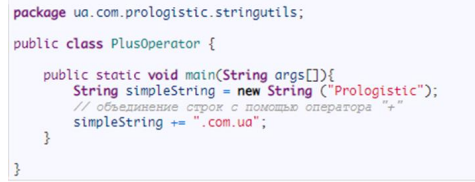 package ua.com.prologistic.stringutils;
public class PlusOperator {
public static void main(String args[]){
String simpleString = new String ("Prologistic");
// объединение строк с помощью оператора "+"
simpleString += ".com.ua";
}
}